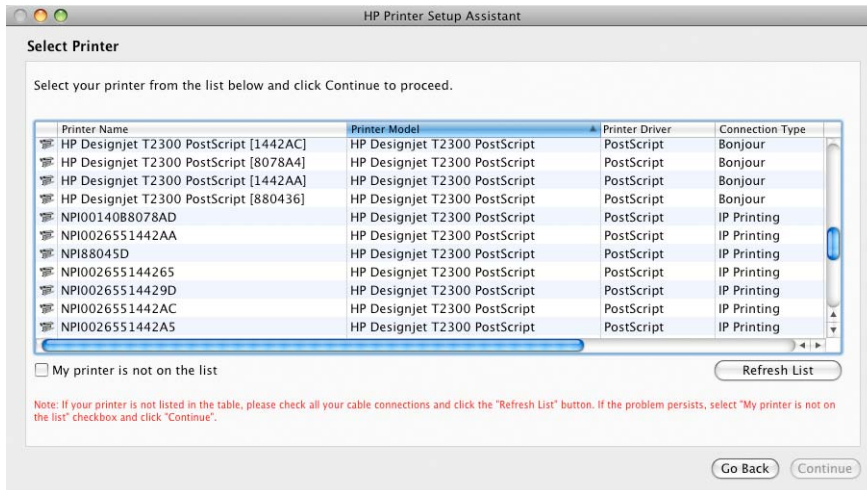 HP Printer Setup Assistant
Select Printer
Select your printer from the list below and click Continue to proceed.
Printer Name Printer Model Printer Driver Connection Type
HP Designjet T2300 PostScript [1442AC] HP Designjet T2300 PostScript PostScript Bonjour
HP Designjet T2300 PostScript [8078A4] HP Designjet T2300 PostScript PostScript Bonjour
HP Designjet T2300 PostScript [1442AA] HP Designjet T2300 PostScript PostScript Bonjour
HP Designjet T2300 PostScript [880436] HP Designjet T2300 PostScript PostScript Bonjour
NPI00140B8078AD HP Designjet T2300 PostScript PostScript IP Printing
NPI0026551442AA HP Designjet T2300 PostScript PostScript IP Printing
NPI88045D HP Designjet T2300 PostScript PostScript IP Printing
NPI002655144265 HP Designjet T2300 PostScript PostScript IP Printing
NPI00265514429D HP Designjet T2300 PostScript PostScript IP Printing
NPI0026551442AC HP Designjet T2300 PostScript PostScript IP Printing
NPI0026551442A5 HP Designjet T2300 PostScript PostScript IP Printing
My printer is not on the list Refresh List
Note: If your printer is not listed in the table, please check all your cable connections and click the "Refresh List" button. If the problem persists, select "My printer is not on
the list" checkbox and click "Continue".
Go Back Continue